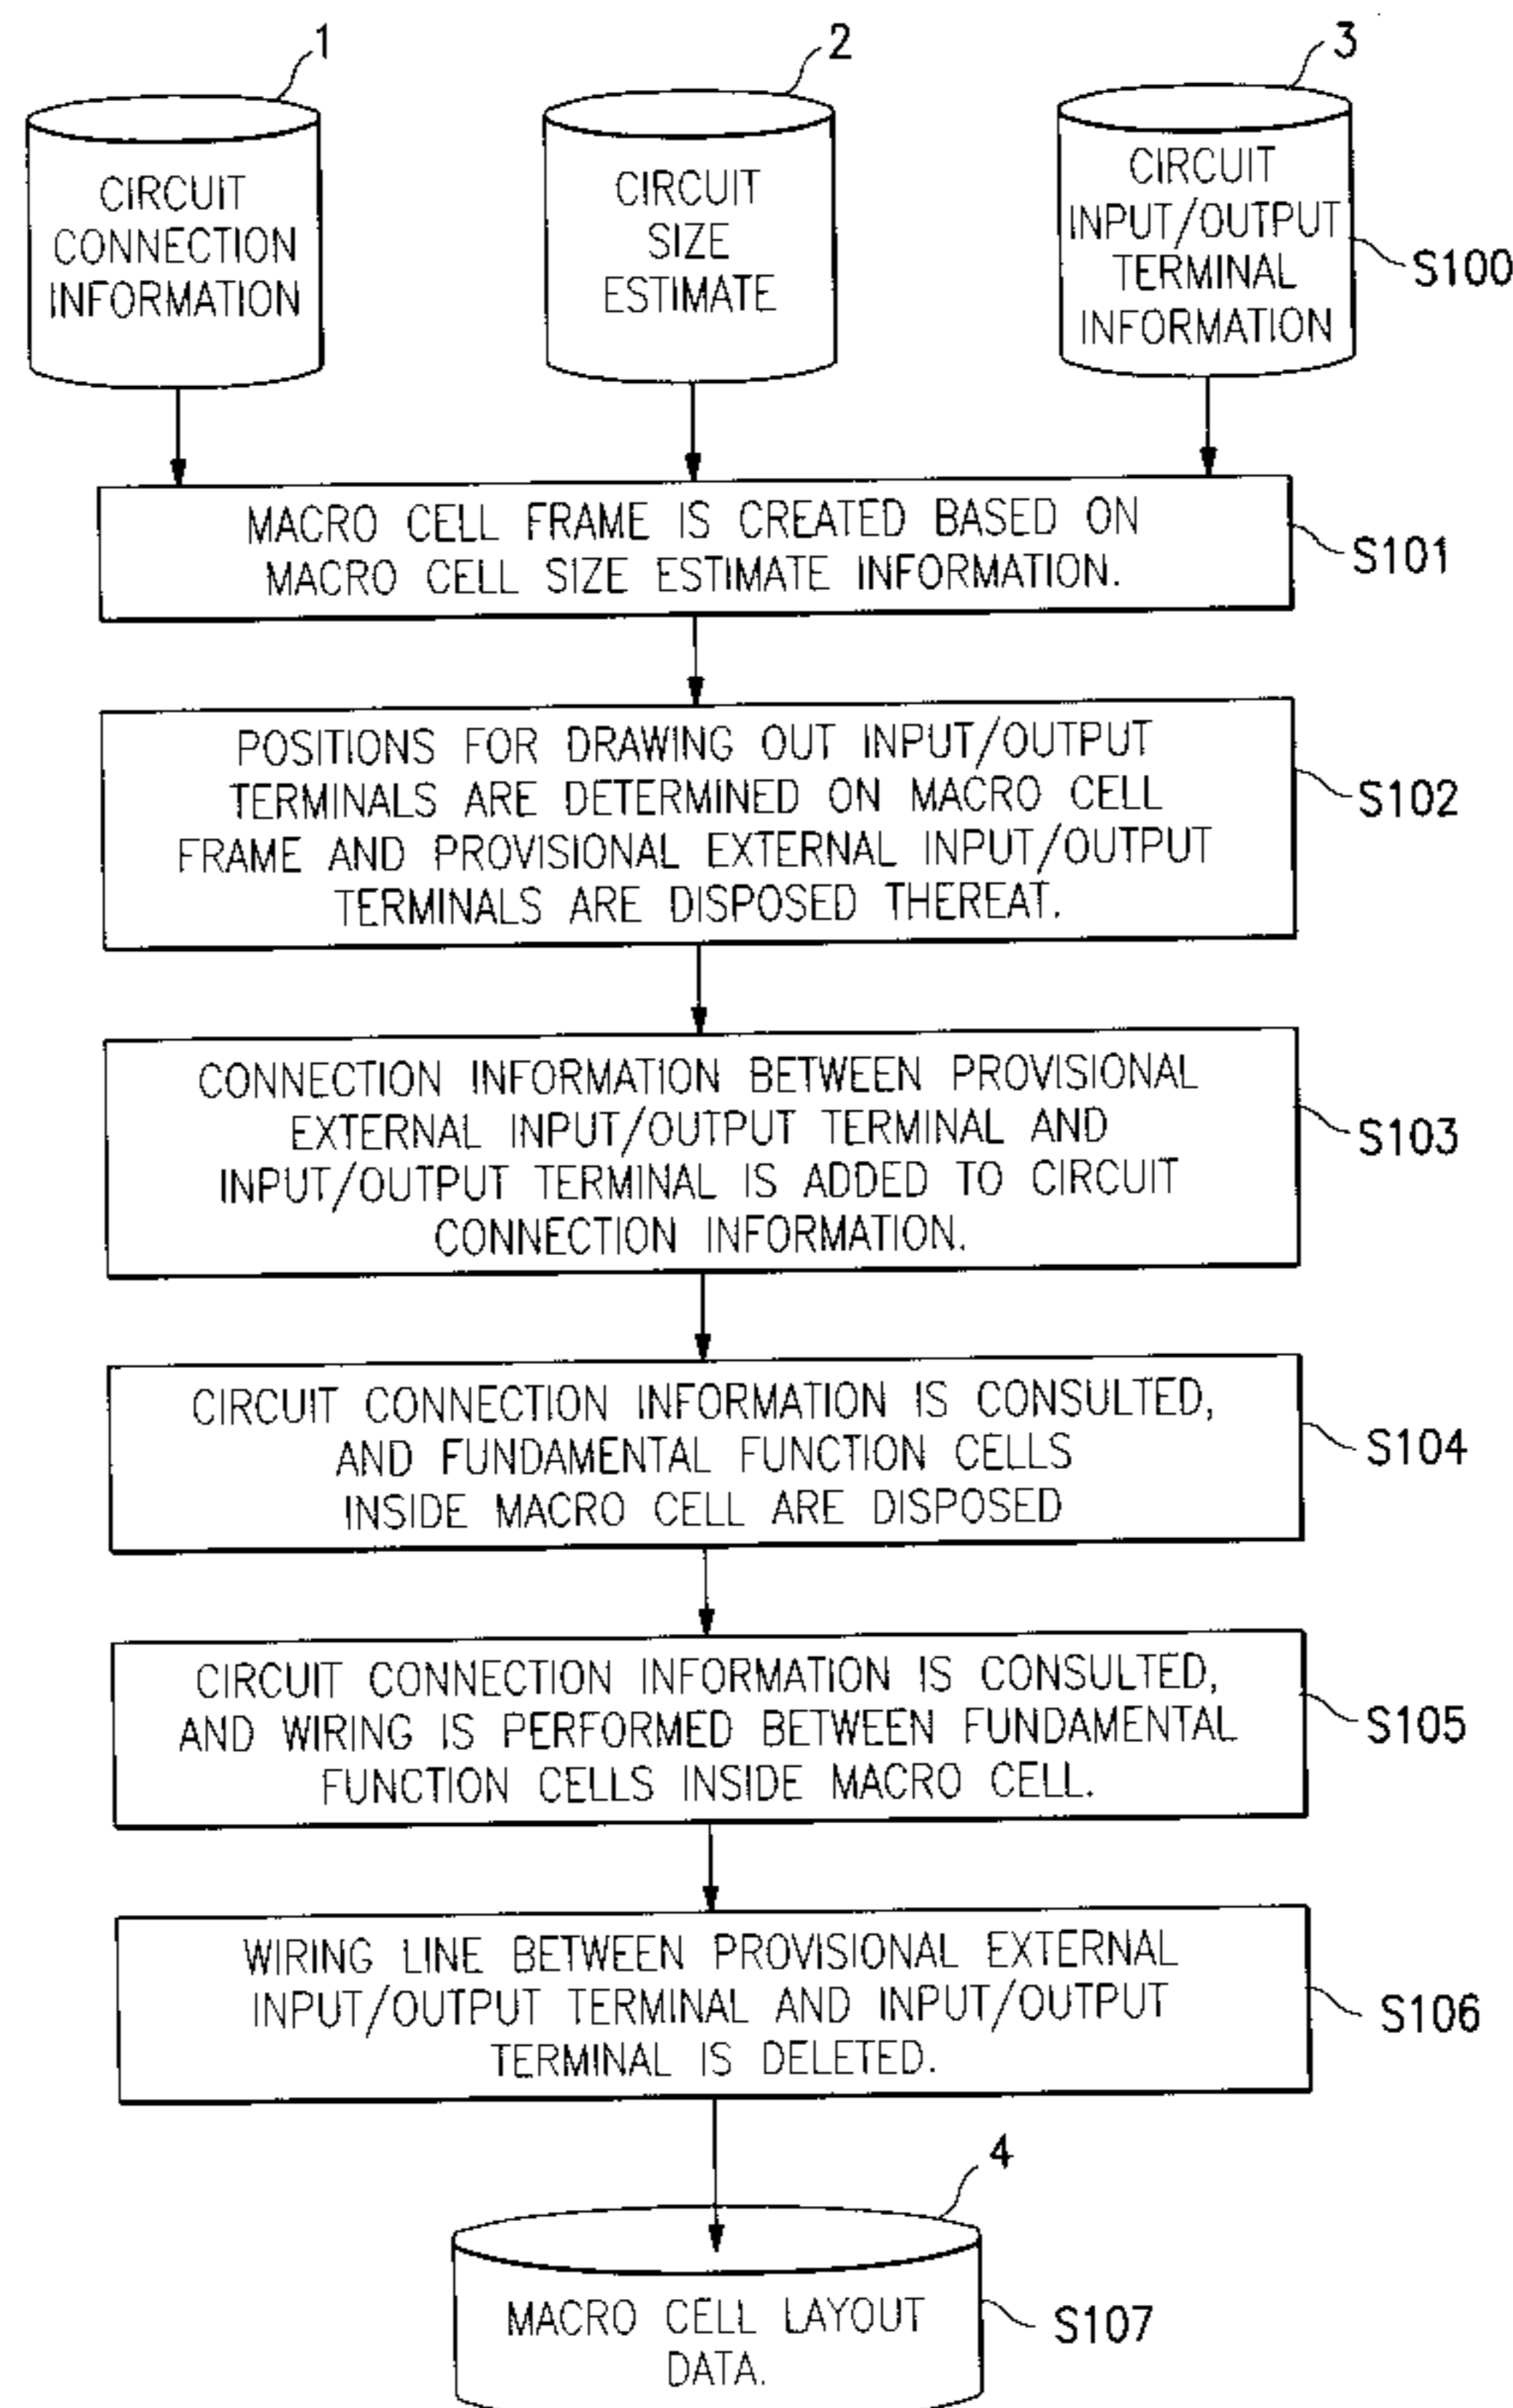 1
2
3
CIRCUIT
CONNECTION
INFORMATION
CIRCUIT
SIZE
ESTIMATE
CIRCUIT
INPUT/OUTPUT
TERMINAL
INFORMATION
S100
MACRO CELL FRAME IS CREATED BASED ON
MACRO CELL SIZE ESTIMATE INFORMATION.
S101
POSITIONS FOR DRAWING OUT INPUT/OUTPUT
TERMINALS ARE DETERMINED ON MACRO CELL
FRAME AND PROVISIONAL EXTERNAL INPUT/OUTPUT
TERMINALS ARE DISPOSED THEREAT.
S102
CONNECTION INFORMATION BETWEEN PROVISIONAL
EXTERNAL INPUT/OUTPUT TERMINAL AND
INPUT/OUTPUT TERMINAL IS ADDED TO CIRCUIT
CONNECTION INFORMATION.
S103
CIRCUIT CONNECTION INFORMATION IS CONSULTED,
AND FUNDAMENTAL FUNCTION CELLS
INSIDE MACRO CELL ARE DISPOSED
S104
CIRCUIT CONNECTION INFORMATION IS CONSULTED,
AND WIRING IS PERFORMED BETWEEN FUNDAMENTAL
FUNCTION CELLS INSIDE MACRO CELL.
S105
WIRING LINE BETWEEN PROVISIONAL EXTERNAL
INPUT/OUTPUT TERMINAL AND INPUT/OUTPUT
TERMINAL IS DELETED.
S106
4
MACRO CELL LAYOUT
DATA.
S107